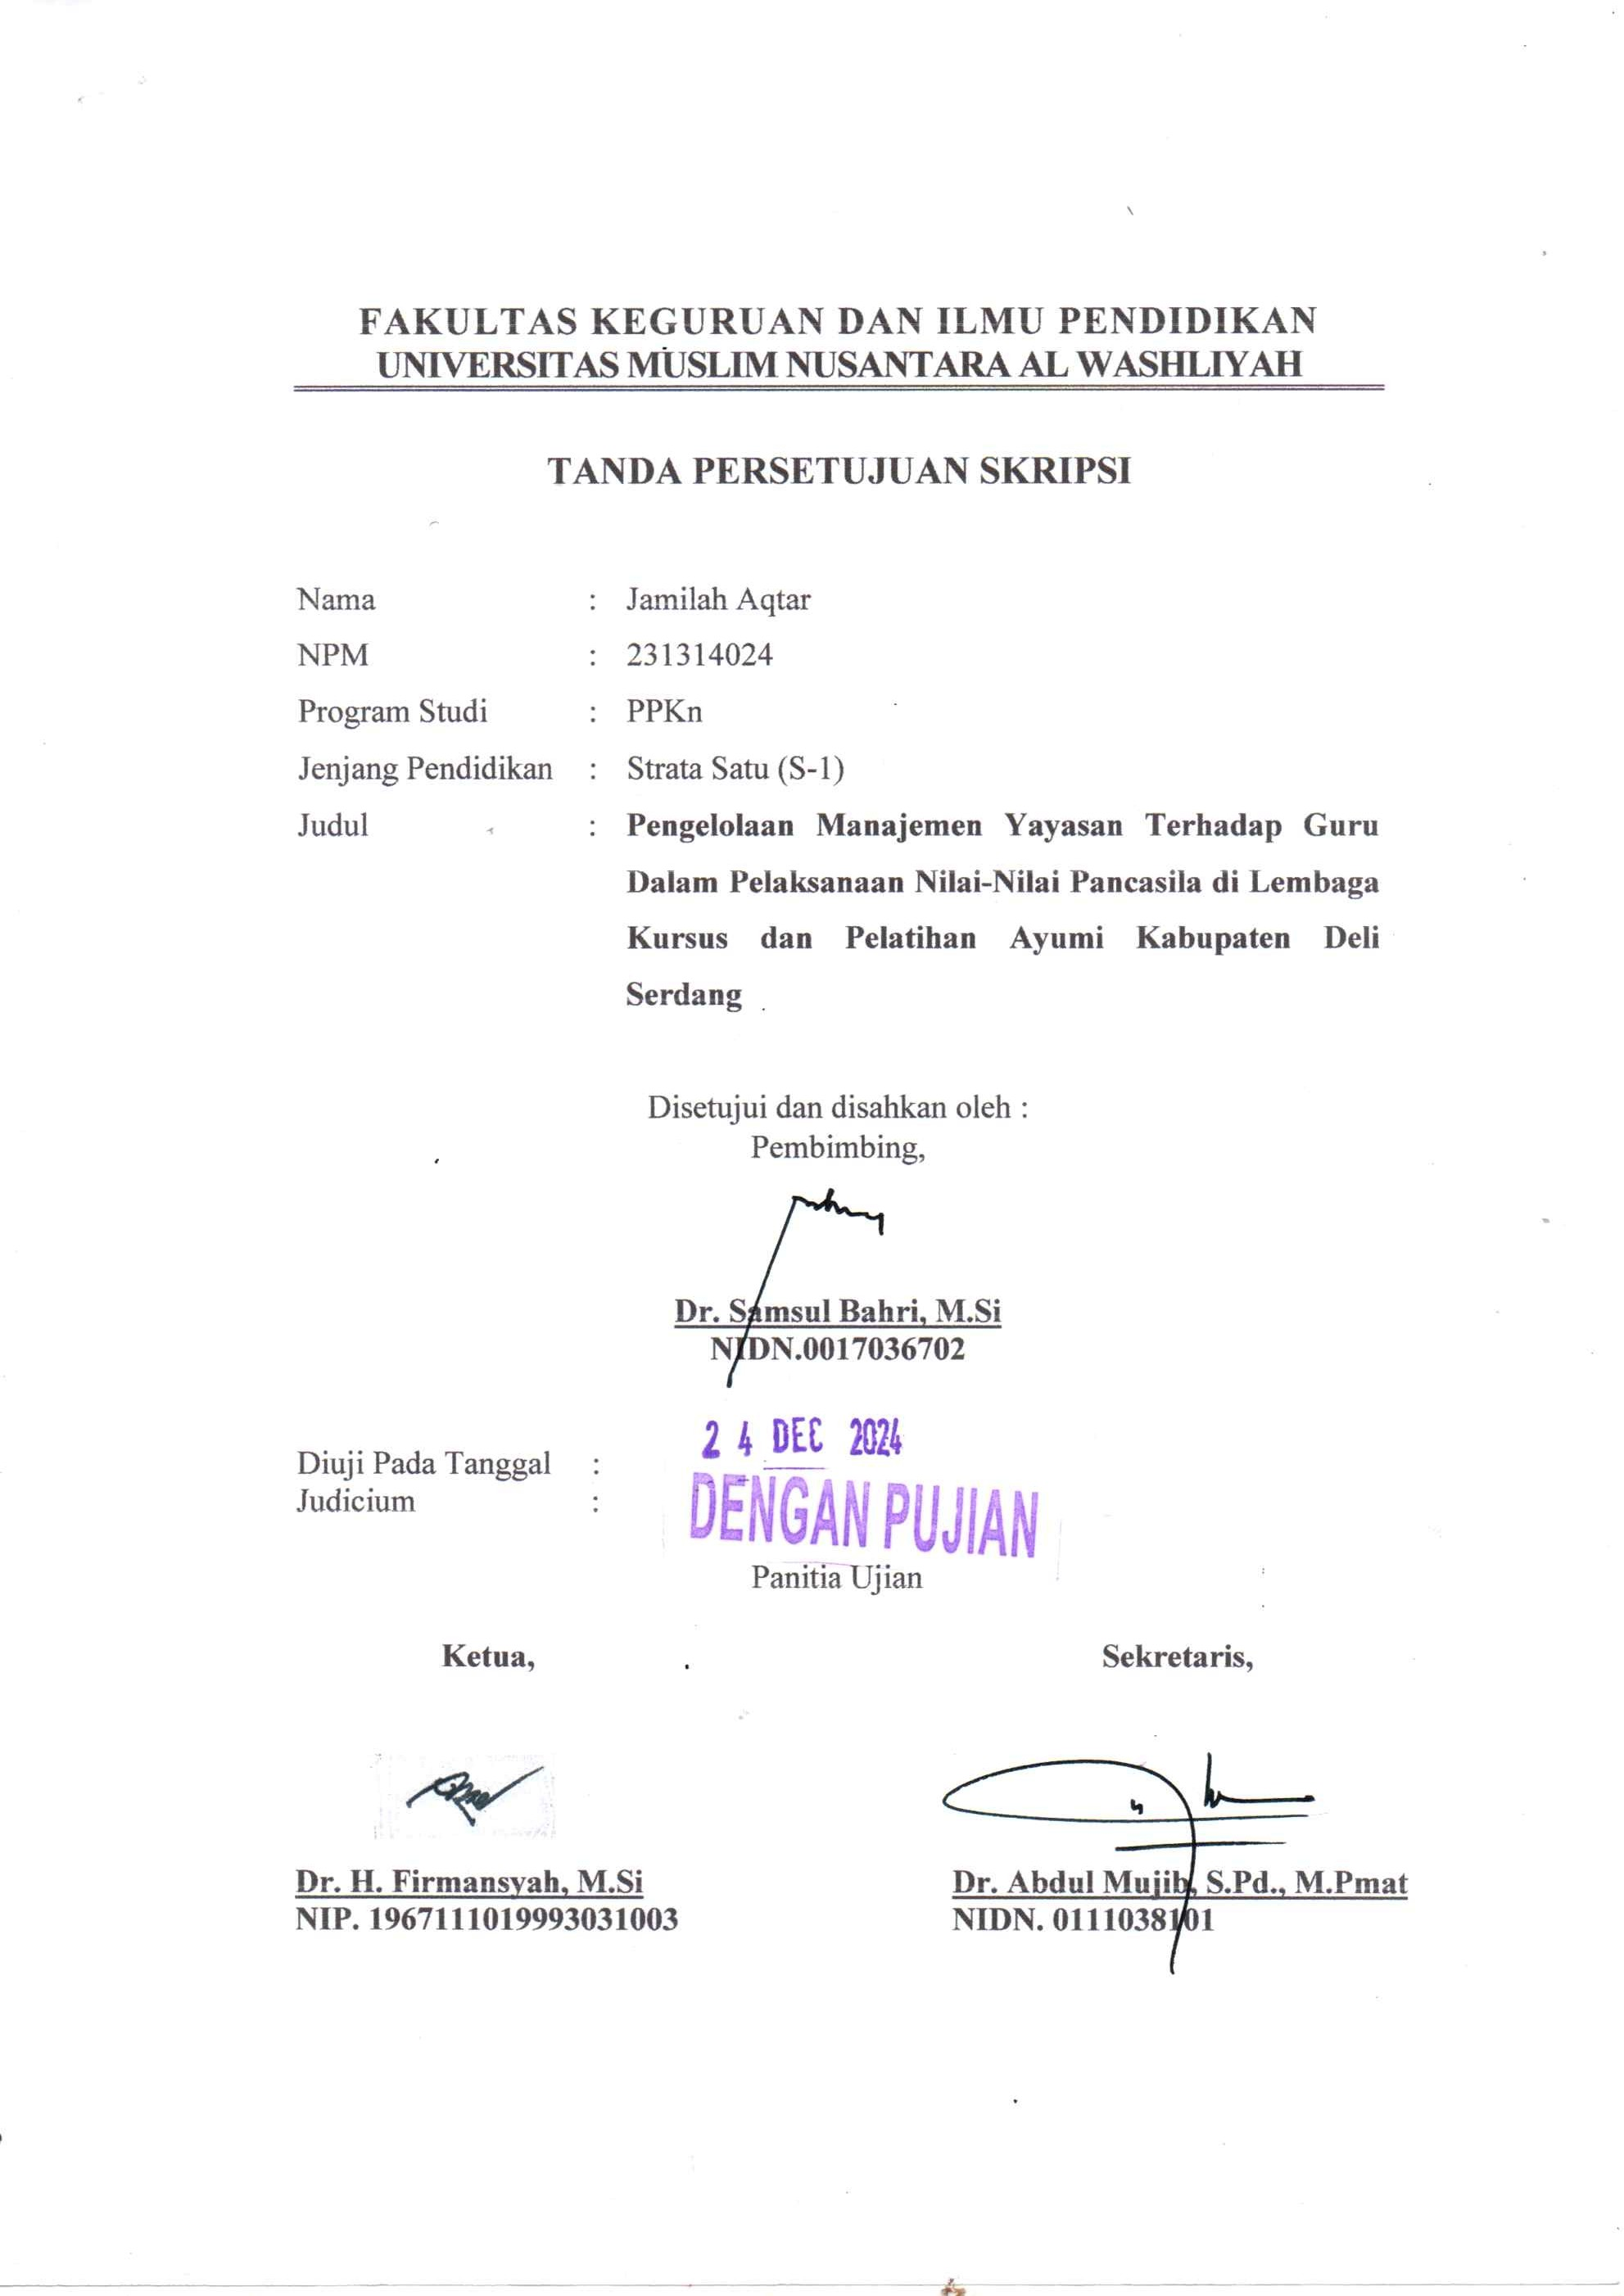 FAKULTAS KEGURUAN DAN ILMU PENDIDIKAN
UNIVERSITAS MUSLIM NUSANTARA AL WASHLIYAH
TANDA PERSETUJUAN SKRIPSI
Nama : Jamilah Aqtar
NPM : 231314024
Program Studi : PPKn
Jenjang Pendidikan : Strata Satu (S-1)
Judul : Pengelolaan Manajemen Yayasan Terhadap Guru
Dalam Pelaksanaan Nilai-Nilai Pancasila di Lembaga
Kursus dan Pelatihan Ayumi Kabupaten Deli
Serdang
Disetujui dan disahkan oleh :
Pembimbing,
Dr. Samsul Bahri, M.Si
NIDN.0017036702
Diuji Pada Tanggal : 24 DEC 2024
Judicium : DENGAN PUJIAN
Panitia Ujian
Ketua, Sekretaris,
Dr. H. Firmansyah, M.Si Dr. Abdul Mujib, S.Pd., M.Pmat
NIP. 1967111019993031003 NIDN. 0111038101